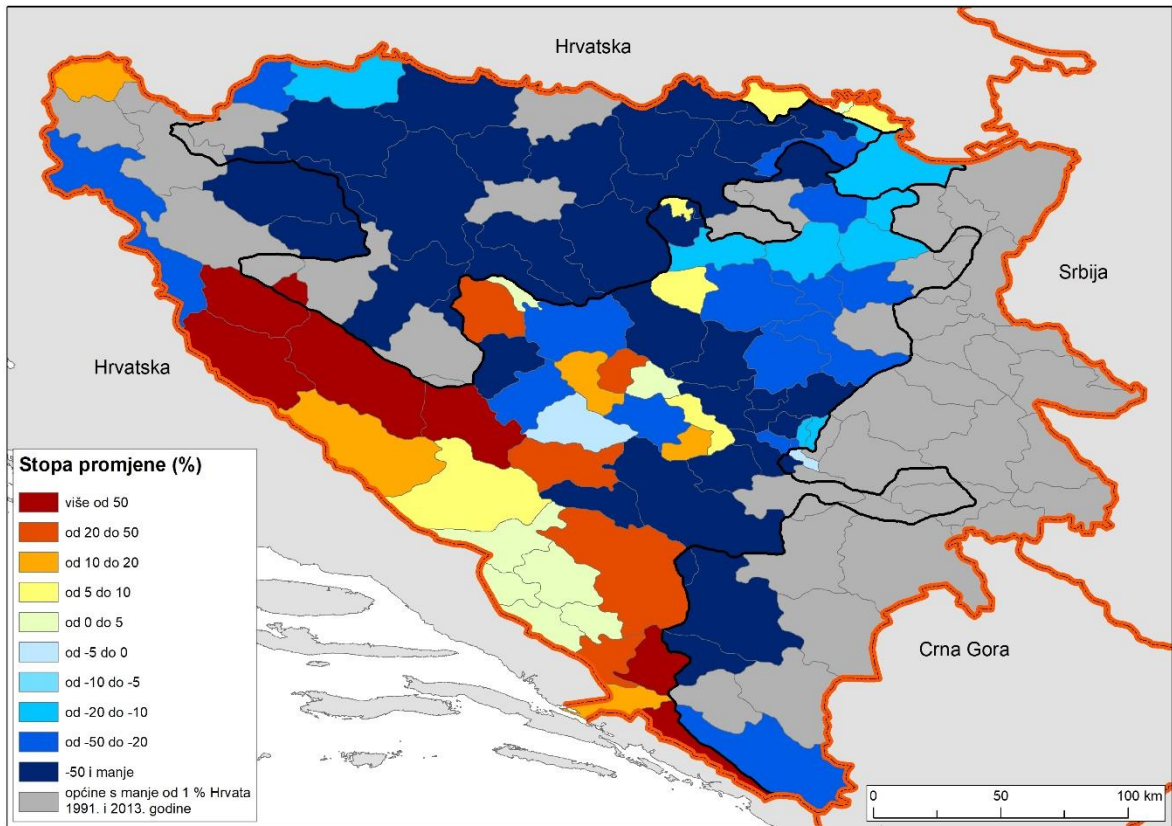 Hrvatska
Srbija
Hrvatska
Crna Gora
Stopa promjene (%)
više od 50
od 20 do 50
od 10 do 20
od 5 do 10
od 0 do 5
od -5 do 0
od -10 do -5
od -20 do -10
od -50 do -20
-50 i manje
općine s manje od 1 % Hrvata
1991. i 2013. godine
0 50 100 km